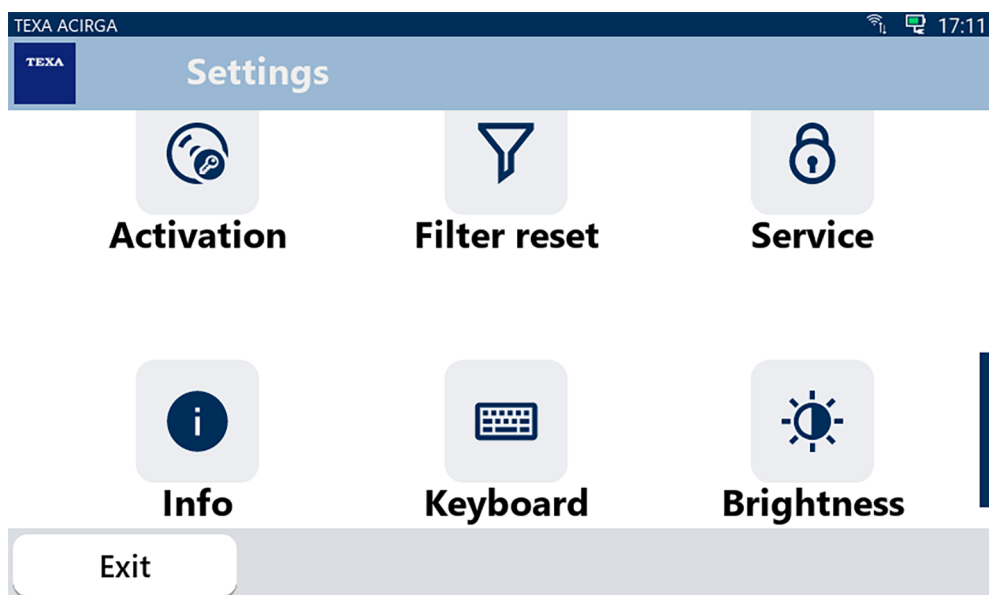 TEXA ACIRGA 17:11
TEXA Settings
Activation Filter reset Service
i
Info Keyboard Brightness
Exit